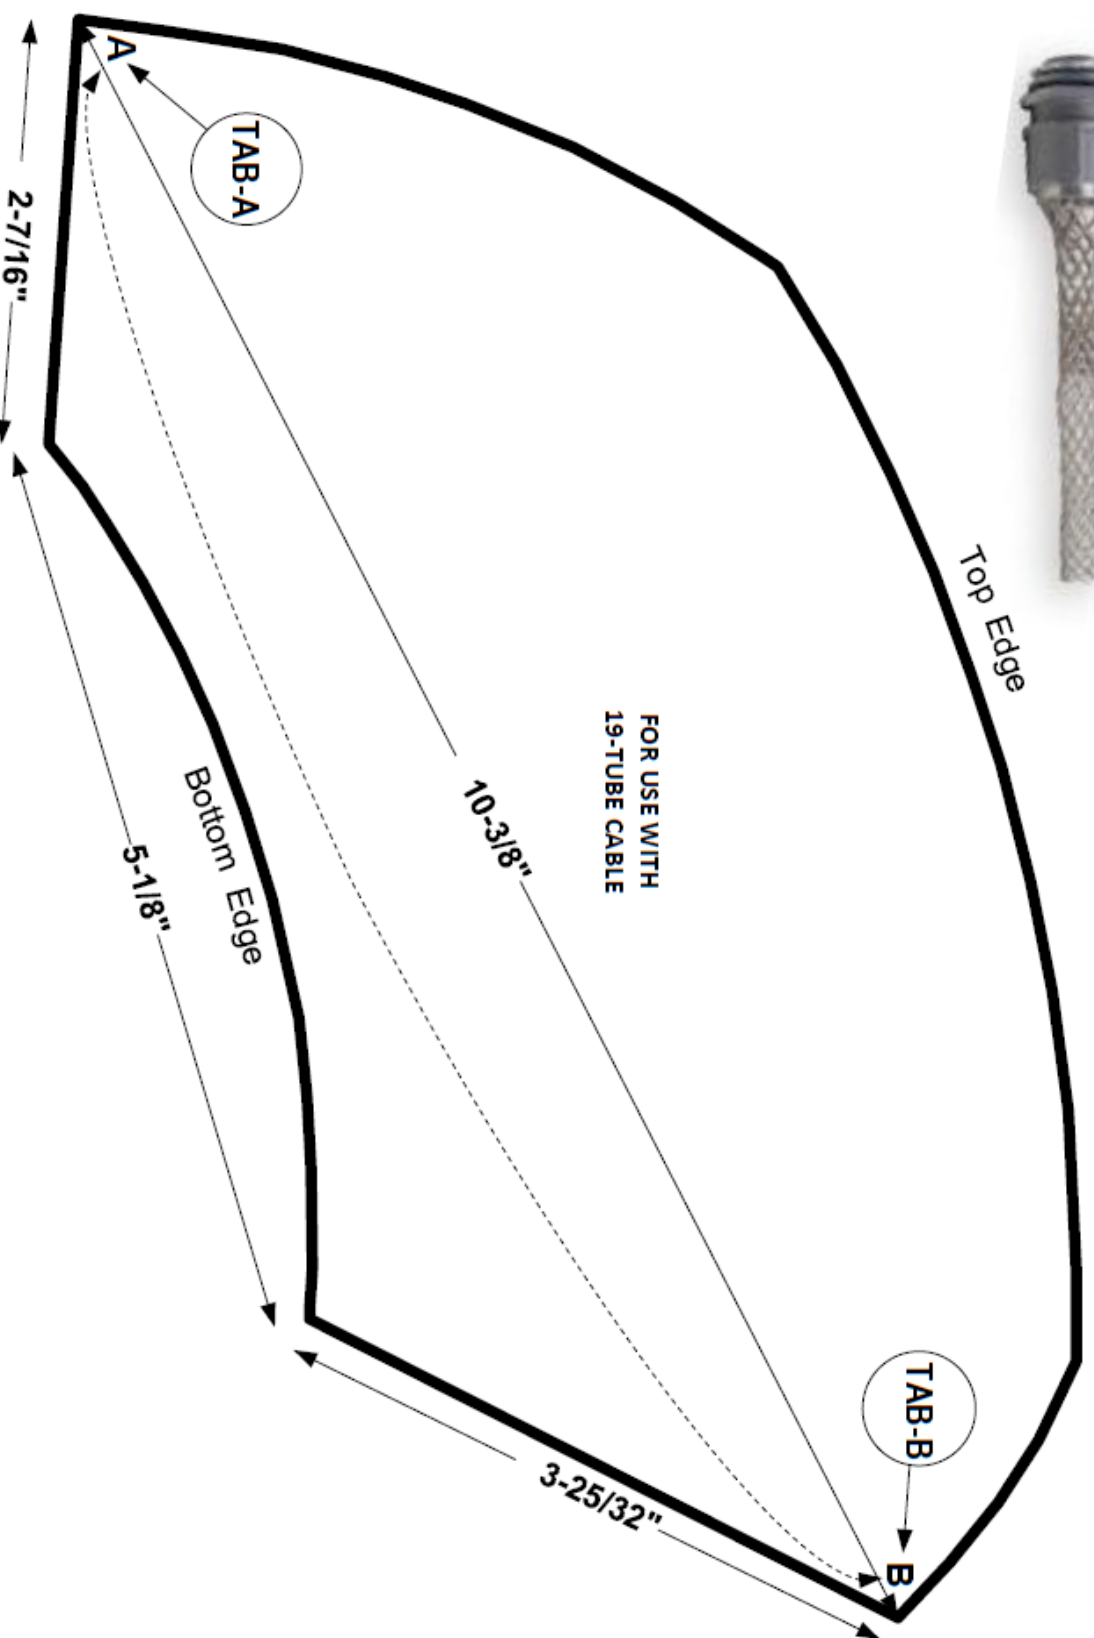 A
TAB-A
2-7/16"
Top Edge
FOR USE WITH
19-TUBE CABLE
10-3/8"
Bottom Edge
5-1/8"
TAB-B
3-25/32"
B